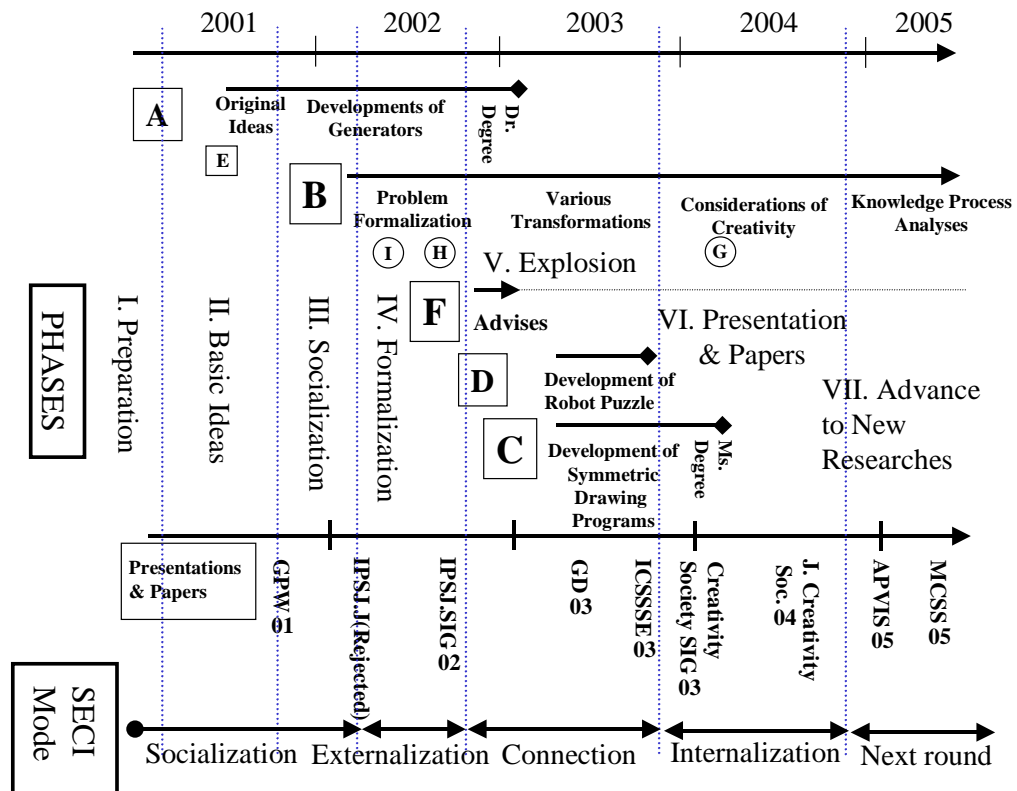 2001
2002
2003
2004
2005
A
Original
Ideas
Developments of
Generators
Dr.
Degree
E
B
Problem
Formalization
Various
Transformations
Considerations of
Creativity
Knowledge Process
Analyses
I
H
G
PHASES
I. Preparation
II. Basic Ideas
III. Socialization
IV. Formalization
V. Explosion
F
Advises
VI. Presentation
& Papers
D
Development of
Robot Puzzle
VII. Advance
to New
Researches
C
Development of
Symmetric
Drawing
Programs
Ms.
Degree
Presentations
& Papers
GPW
01
IPSJ.J(Rejected)
IPSJ.SIG
02
GD
03
ICSSSE
03
Creativity
Society SIG
03
J. Creativity
Soc.
04
APVIS
05
MCSS
05
SECI
Mode
Socialization
Externalization
Connection
Internalization
Next round